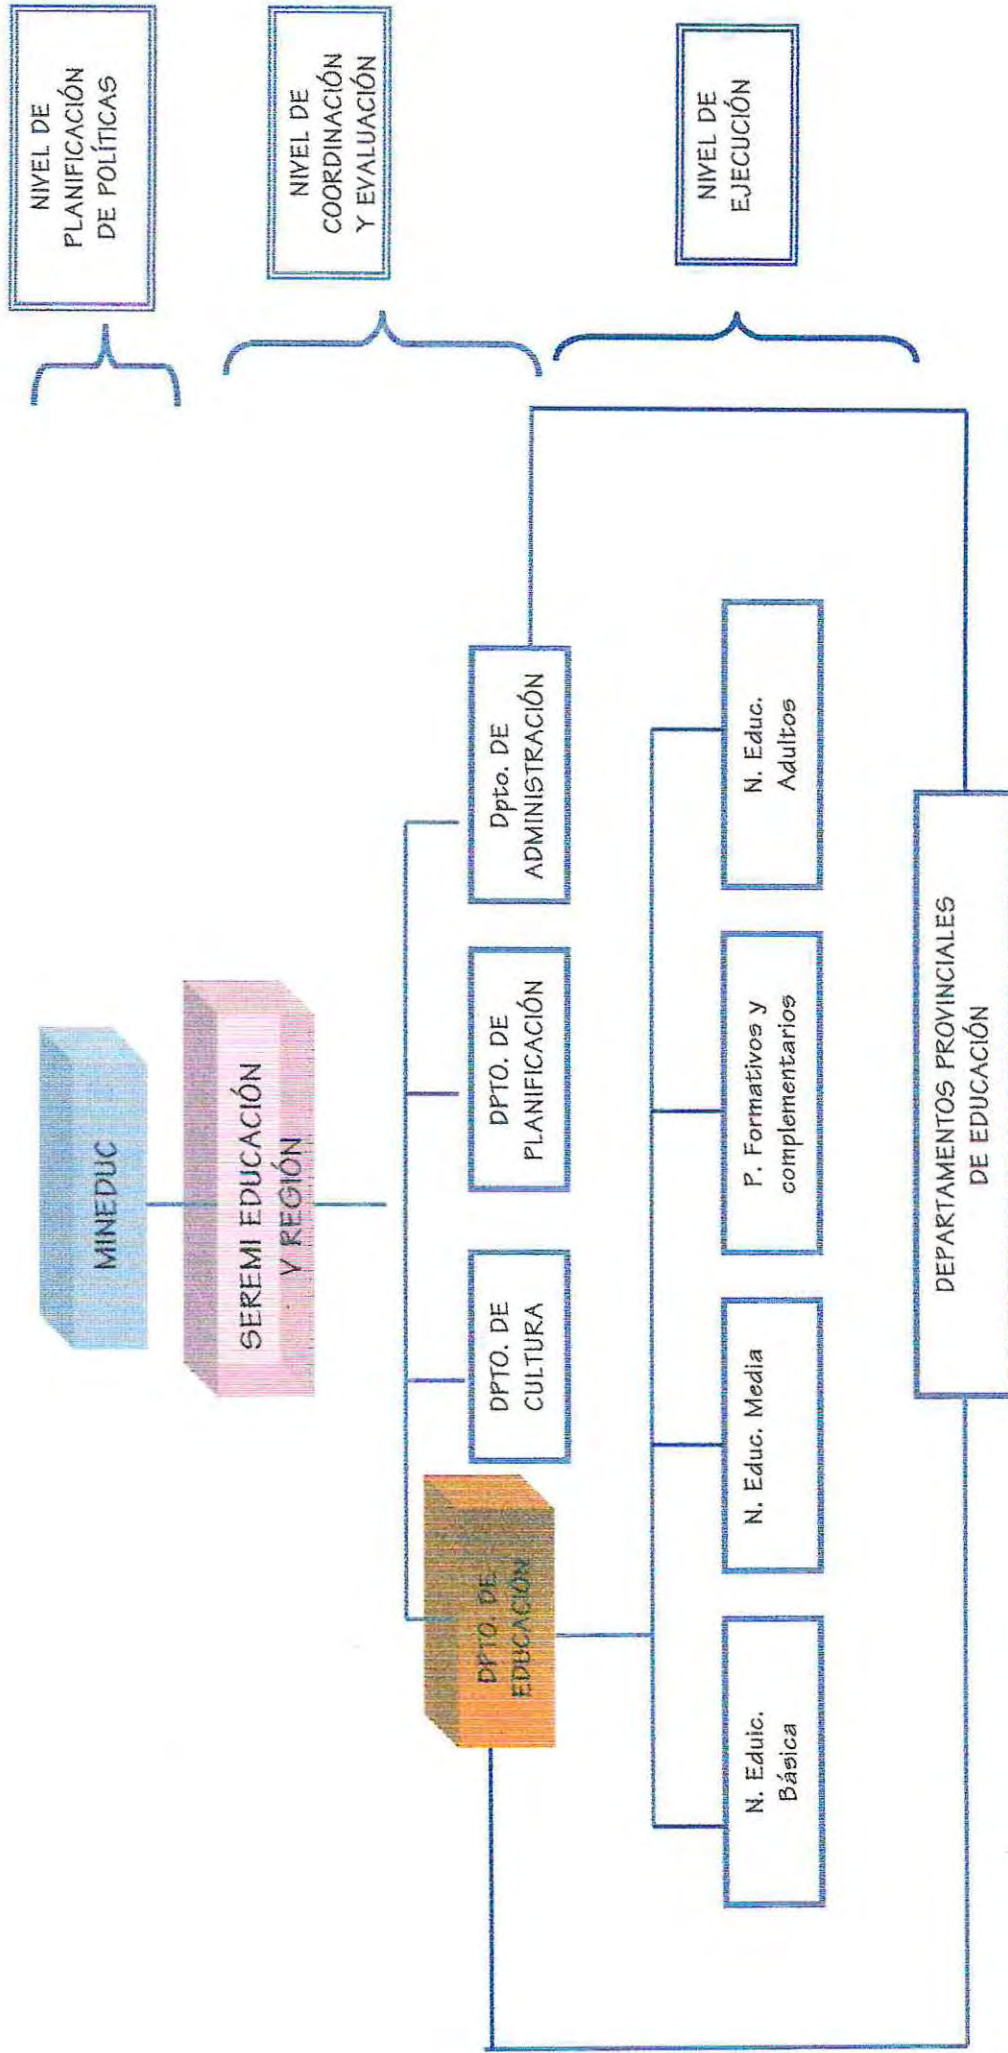 MINEDUC
NIVEL DE
PLANIFICACIÓN
DE POLÍTICAS
SEREMI EDUCACIÓN
V REGIÓN
NIVEL DE
COORDINACIÓN
Y EVALUACIÓN
DPTO. DE
EDUCACIÓN
DPTO. DE
CULTURA
DPTO. DE
PLANIFICACIÓN
Dpto. DE
ADMINISTRACIÓN
NIVEL DE
EJECUCIÓN
N. Eduic.
Básica
N. Educ. Media
P. Formativos y
complementarios
N. Educ.
Adultos
DEPARTAMENTOS PROVINCIALES
DE EDUCACIÓN